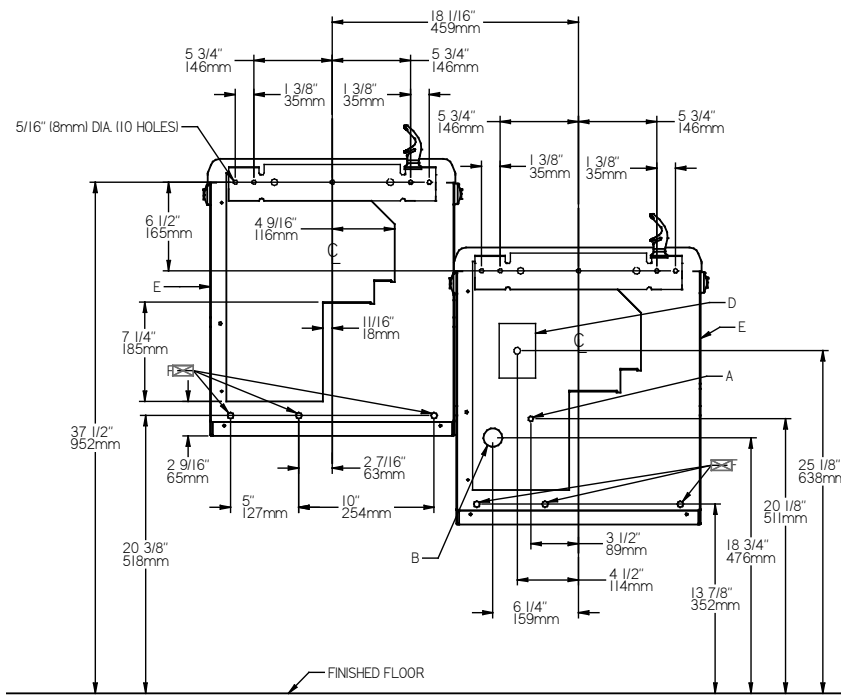 18 1/16"
459mm
5 3/4"
146mm
5 3/4"
146mm
1 3/8"
35mm
1 3/8"
35mm
5 3/4"
146mm
5 3/4"
146mm
5/16" (8mm) DIA. (10 HOLES)
1 3/8"
35mm
1 3/8"
35mm
6 1/2"
165mm
4 9/16"
116mm
C
L
E
D
E
11/16"
18mm
C
L
7 1/4"
185mm
A
F
37 1/2"
952mm
2 9/16"
65mm
2 7/16"
63mm
F
25 1/8"
638mm
5"
127mm
10"
254mm
20 1/8"
511mm
20 3/8"
518mm
3 1/2"
89mm
18 3/4"
476mm
B
4 1/2"
114mm
13 7/8"
352mm
6 1/4"
159mm
FINISHED FLOOR